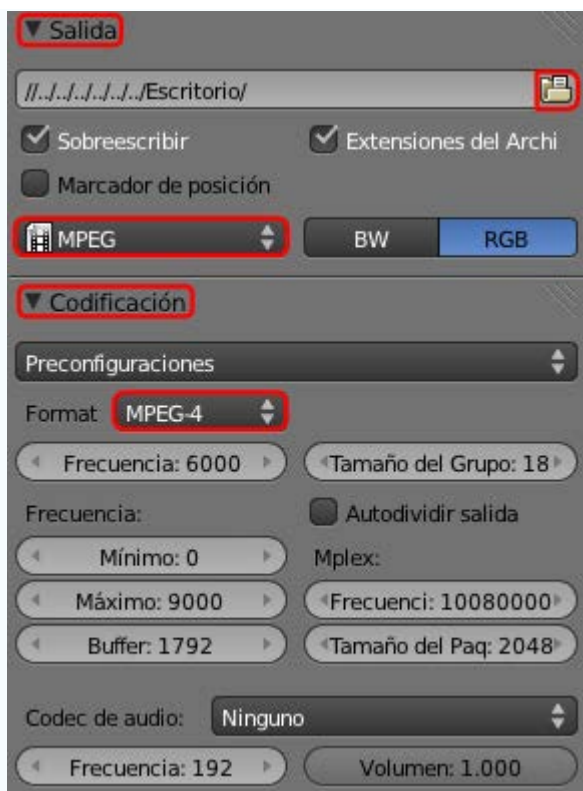 Salida
//../../../../../../Escritorio/
Sobreescribir Extensiones del Archi
Marcador de posición
MPEG BW RGB
Codificación
Preconfiguraciones
Format MPEG-4
Frecuencia: 6000 Tamaño del Grupo: 18
Frecuencia: Autodividir salida
Mínimo: 0 Mplex:
Máximo: 9000 Frecuenci: 10080000
Buffer: 1792 Tamaño del Paq: 2048
Codec de audio: Ninguno
Frecuencia: 192 Volumen: 1.000